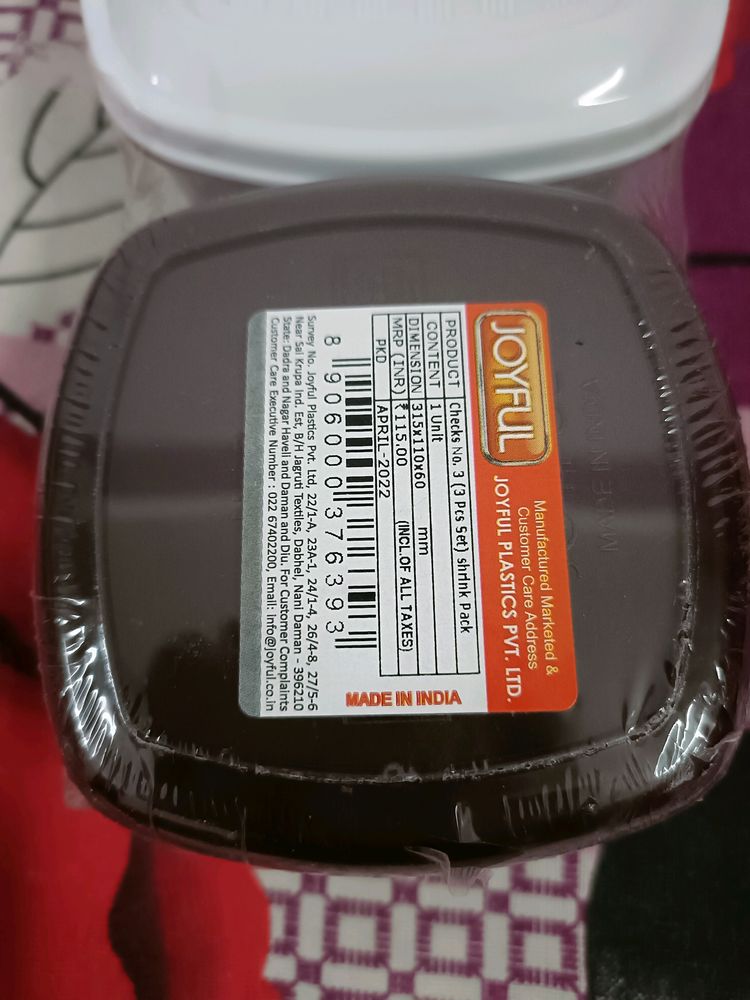 JOYFUL
Manufactured Marketed &
Customer Care Address
JOYFUL PLASTICS PVT. LTD.
PRODUCT Checks No. 3 (3 Pcs Set) shrink Pack
CONTENT 1 Unit
DIMENSION 315x110x60 mm
MRP (INR) ₹115.00 (INCL.OF ALL TAXES)
PKD APRIL-2022
MADE IN INDIA
8 906000 376393
Survey No. Joyful Plastics Pvt. Ltd, 22/1-A, 23A-1, 24/1-4, 26/4-8, 27/5-6
Near Sai Krupa Ind. Est, B/H Jagruti Textiles, Dabhel, Nani Daman - 396210
State: Dadra and Nagar Haveli and Daman and Diu. For Customer Complaints
Customer Care Executive Number : 022 67402200, Email: info@joyful.co.in